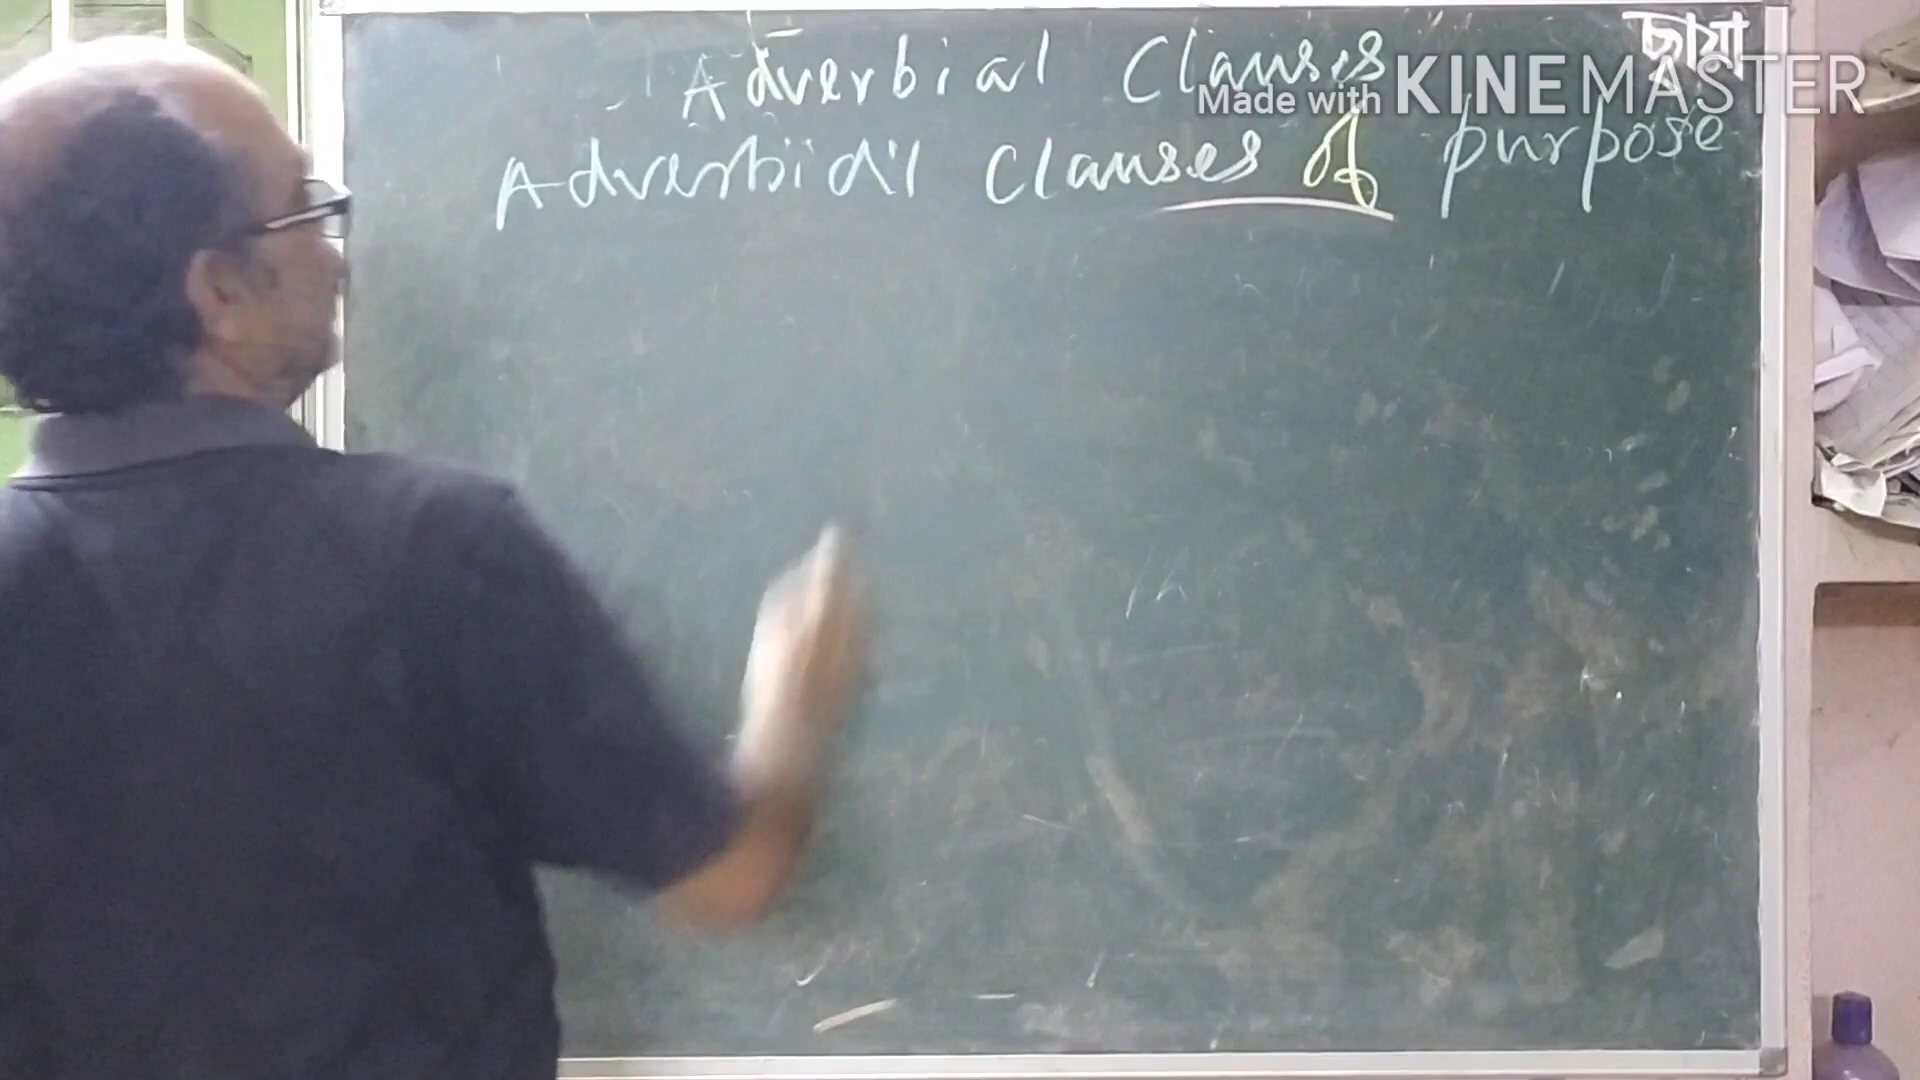 Adverbial Clauses
ছায়া
Made with KINEMASTER
Adverbial Clauses of purpose